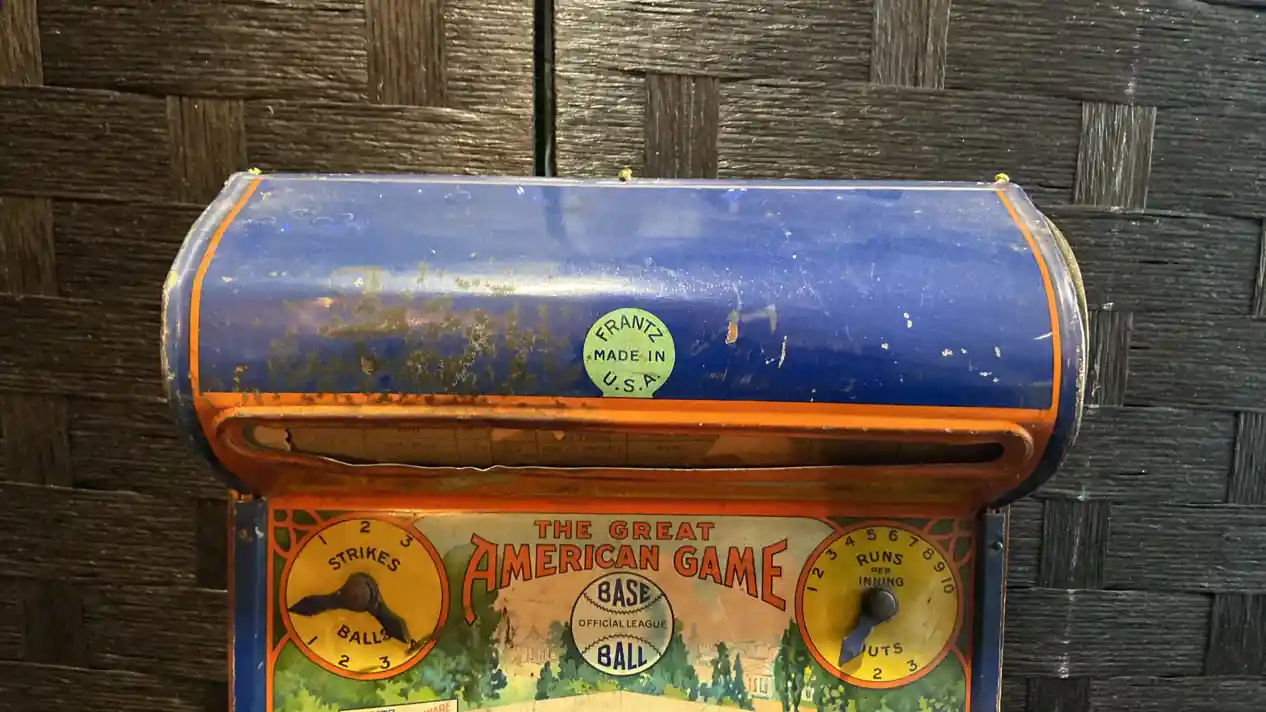 FRANTZ
MADE IN
U.S.A.
THE GREAT
AMERICAN GAME
BASE
OFFICIAL LEAGUE
BALL
1 2 3
STRIKES
BALLS
1 2 3
1 2 3 4 5 6 7 8 9 10
RUNS
PER
INNING
OUTS
2 3